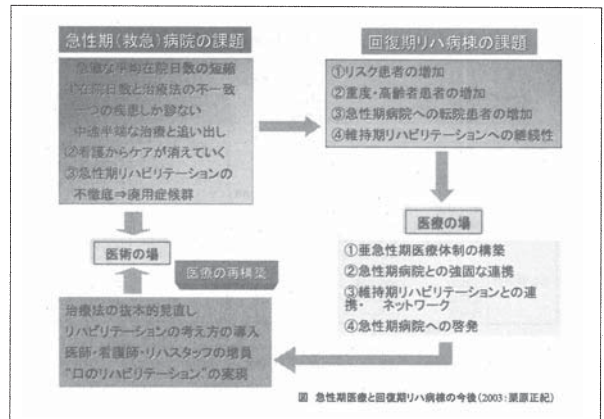 急性期(救急)病院の課題
急激な平均在院日数の短縮
①在院日数と治療法の不一致
一つの疾患しか診ない
中途半端な治療と追い出し
②看護からケアが消えていく
③急性期リハビリテーションの
不徹底⇒廃用症候群
回復期リハ病棟の課題
①リスク患者の増加
②重度・高齢者患者の増加
③急性期病院への転院患者の増加
④維持期リハビリテーションへの継続性
医療の場
①亜急性期医療体制の構築
②急性期病院との強固な連携
③維持期リハビリテーションとの連
携・ ネットワーク
④急性期病院への啓発
医術の場
医療の再構築
治療法の抜本的見直し
リハビリテーションの考え方の導入
医師・看護師・リハスタッフの増員
"口のリハビリテーション"の実現
図 急性期医療と回復期リハ病棟の今後(2003:栗原正紀)